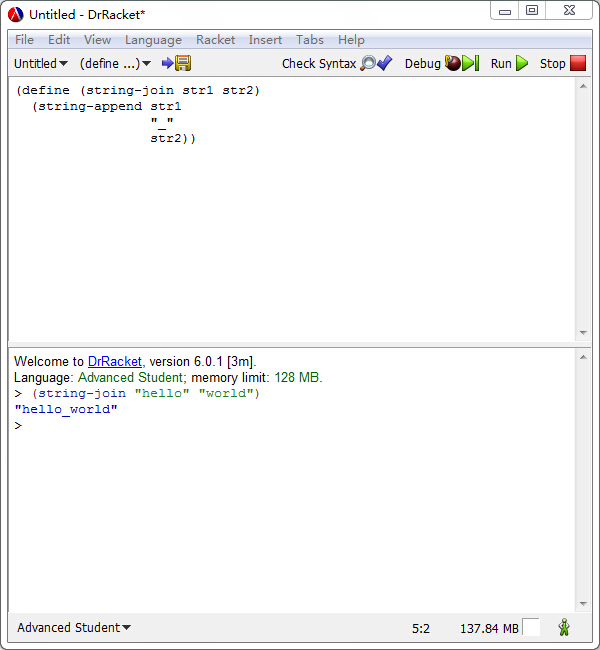 Untitled - DrRacket*
File Edit View Language Racket Insert Tabs Help
Untitled (define ...) Check Syntax Debug Run Stop
(define (string-join str1 str2)
  (string-append str1
                 "_"
                 str2))
Welcome to DrRacket, version 6.0.1 [3m].
Language: Advanced Student; memory limit: 128 MB.
> (string-join "hello" "world")
"hello_world"
>
Advanced Student 5:2 137.84 MB